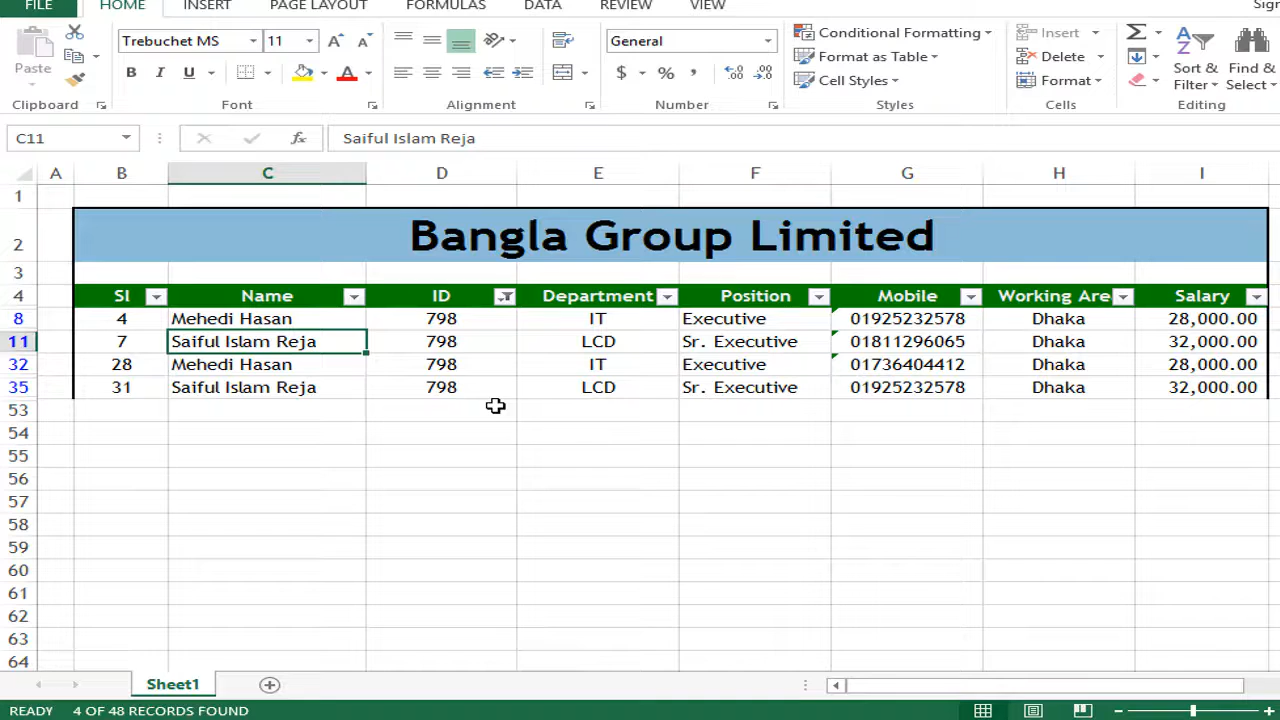 FILE HOME INSERT PAGE LAYOUT FORMULAS DATA REVIEW VIEW Sign
Trebuchet MS 11 A A General Conditional Formatting Insert Σ
Paste B I U A $ % , Format as Table Delete Sort & Filter Find & Select
Cell Styles Format
Clipboard Font Alignment Number Styles Cells Editing
C11 fx Saiful Islam Reja
A B C D E F G H I
1
2 Bangla Group Limited
3
4 Sl Name ID Department Position Mobile Working Are Salary
8 4 Mehedi Hasan 798 IT Executive 01925232578 Dhaka 28,000.00
11 7 Saiful Islam Reja 798 LCD Sr. Executive 01811296065 Dhaka 32,000.00
32 28 Mehedi Hasan 798 IT Executive 01736404412 Dhaka 28,000.00
35 31 Saiful Islam Reja 798 LCD Sr. Executive 01925232578 Dhaka 32,000.00
53
54
55
56
57
58
59
60
61
62
63
64
Sheet1
READY 4 OF 48 RECORDS FOUND